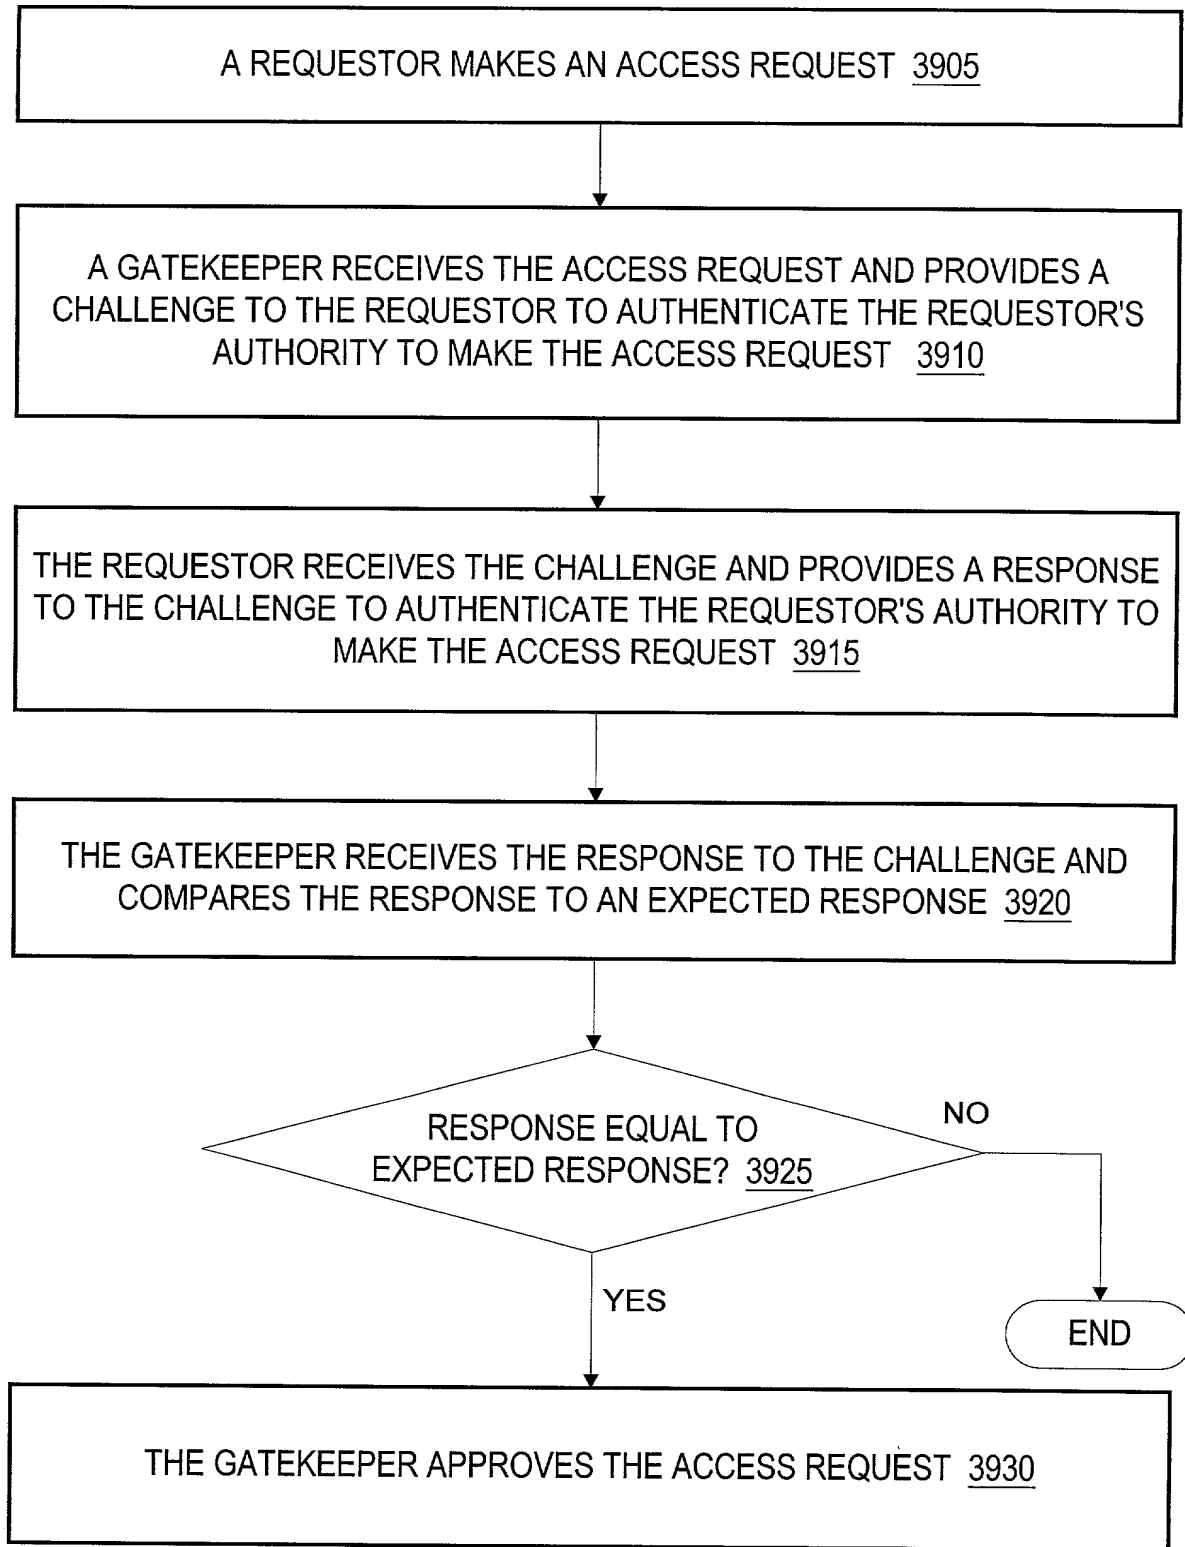 A REQUESTOR MAKES AN ACCESS REQUEST 3905
A GATEKEEPER RECEIVES THE ACCESS REQUEST AND PROVIDES A
CHALLENGE TO THE REQUESTOR TO AUTHENTICATE THE REQUESTOR'S
AUTHORITY TO MAKE THE ACCESS REQUEST 3910
THE REQUESTOR RECEIVES THE CHALLENGE AND PROVIDES A RESPONSE
TO THE CHALLENGE TO AUTHENTICATE THE REQUESTOR'S AUTHORITY TO
MAKE THE ACCESS REQUEST 3915
THE GATEKEEPER RECEIVES THE RESPONSE TO THE CHALLENGE AND
COMPARES THE RESPONSE TO AN EXPECTED RESPONSE 3920
RESPONSE EQUAL TO
EXPECTED RESPONSE? 3925
NO
YES
END
THE GATEKEEPER APPROVES THE ACCESS REQUEST 3930